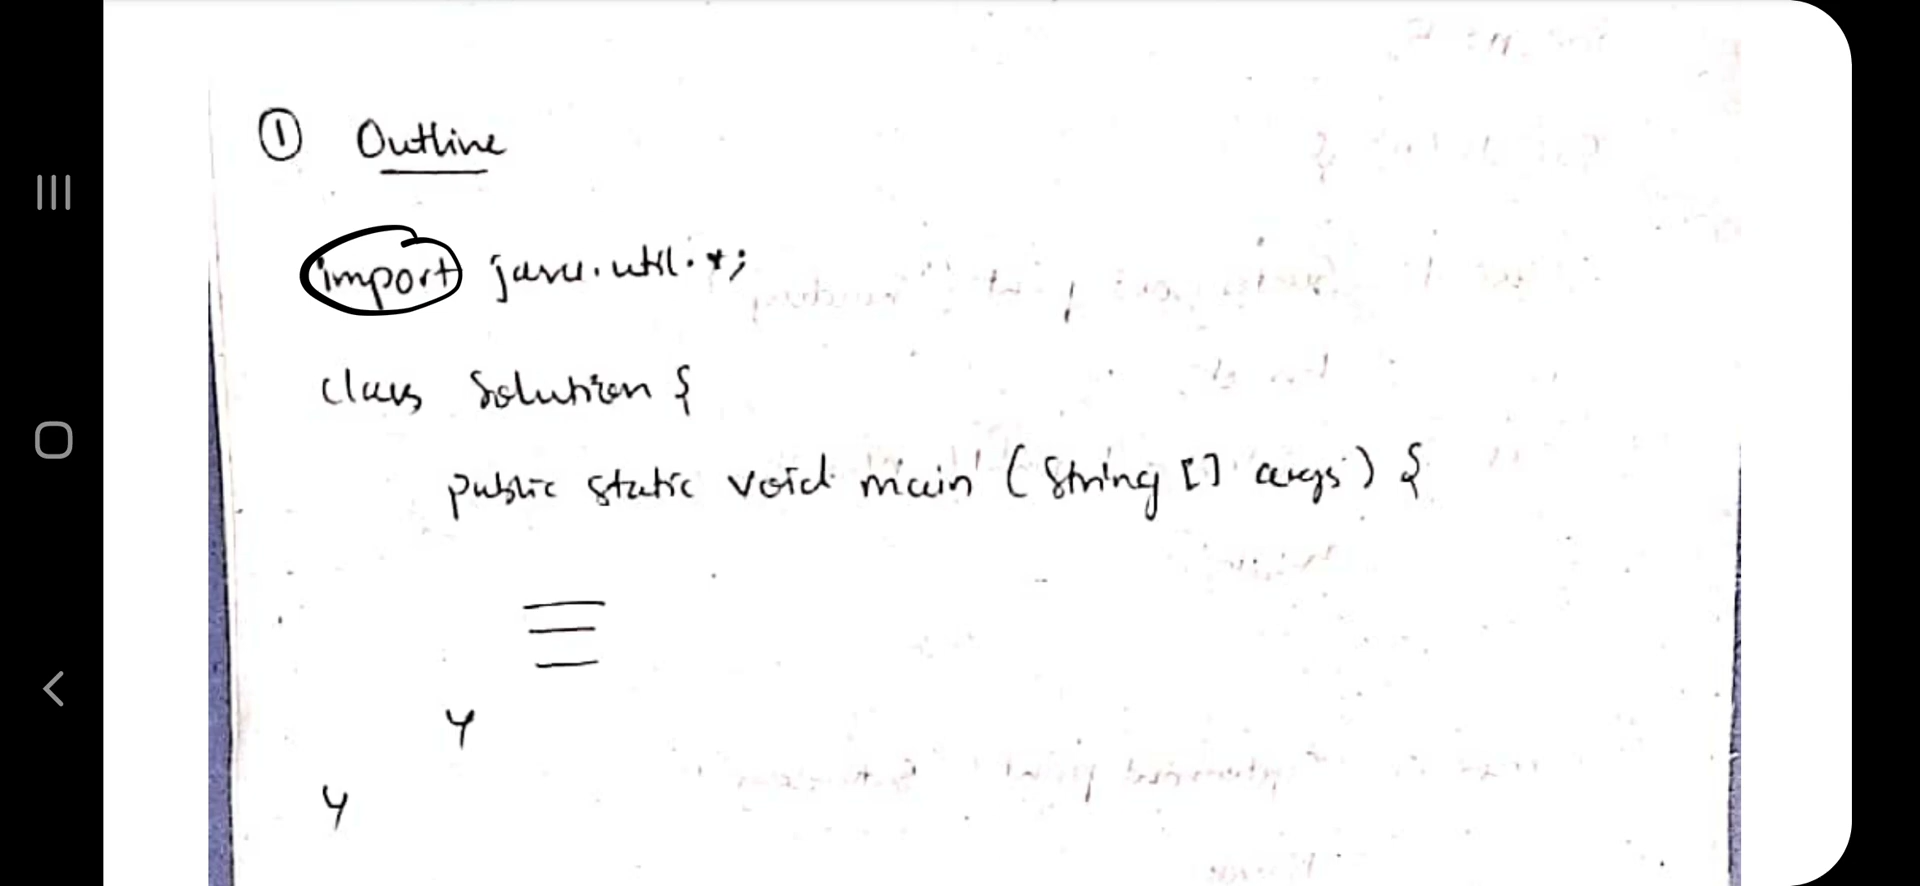 ① Outline
import java.util.*;
class Solution {
public static void main (String [] args) {
}
}